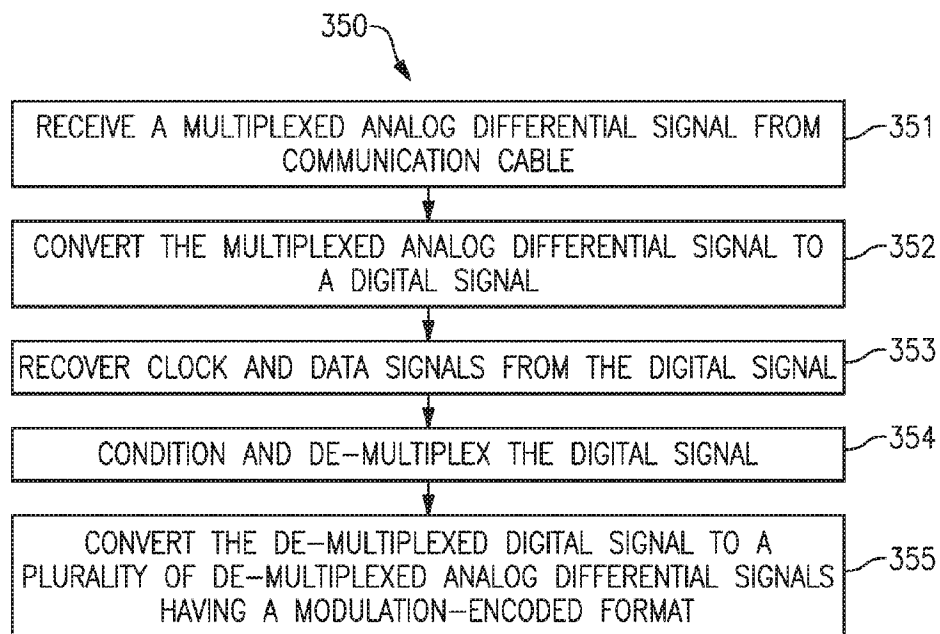 350
RECEIVE A MULTIPLEXED ANALOG DIFFERENTIAL SIGNAL FROM
COMMUNICATION CABLE
351
CONVERT THE MULTIPLEXED ANALOG DIFFERENTIAL SIGNAL TO
A DIGITAL SIGNAL
352
RECOVER CLOCK AND DATA SIGNALS FROM THE DIGITAL SIGNAL
353
CONDITION AND DE-MULTIPLEX THE DIGITAL SIGNAL
354
CONVERT THE DE-MULTIPLEXED DIGITAL SIGNAL TO A
PLURALITY OF DE-MULTIPLEXED ANALOG DIFFERENTIAL SIGNALS
HAVING A MODULATION-ENCODED FORMAT
355